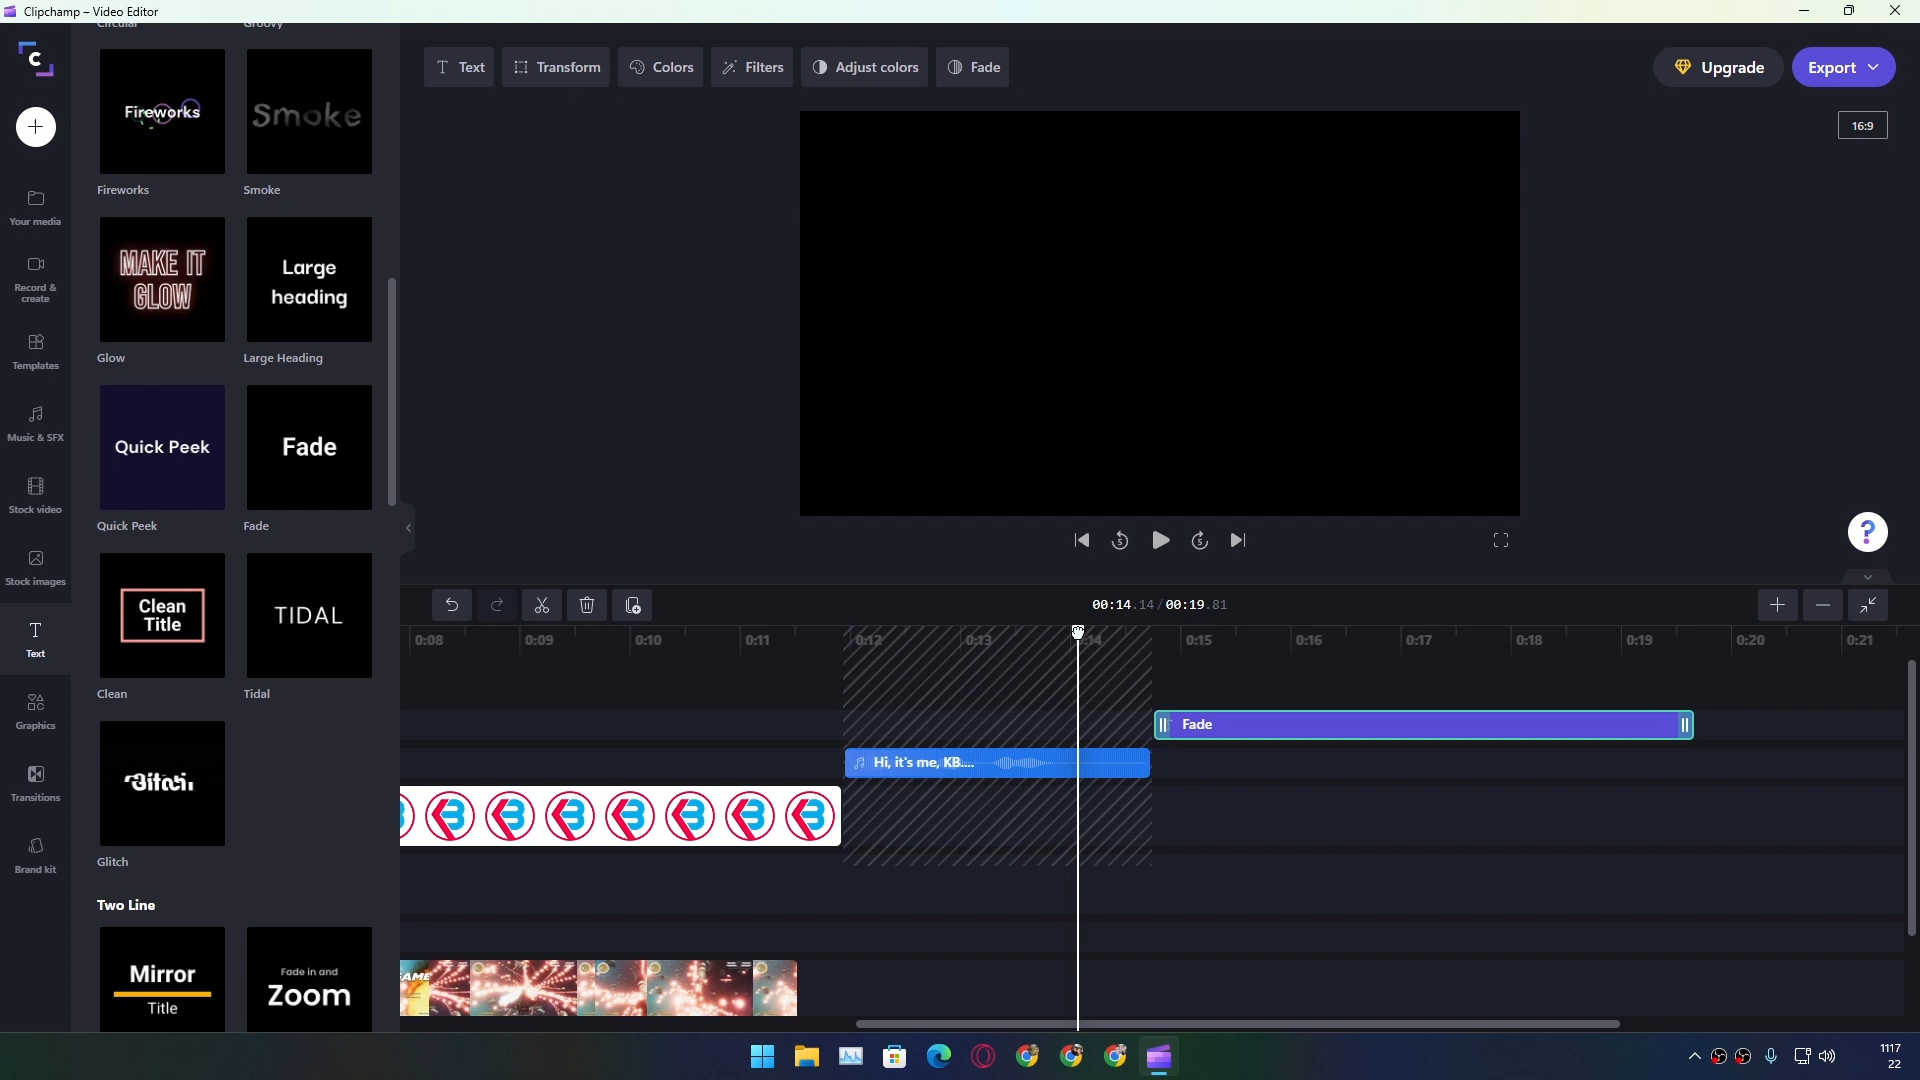 Clipchamp – Video Editor
Circular
Groovy
Text
Transform
Colors
Filters
Adjust colors
Fade
Upgrade
Export
16:9
Your media
Record &
create
Templates
Music & SFX
Stock video
Stock images
Text
Graphics
Transitions
Brand kit
Fireworks
Smoke
Fireworks
Smoke
MAKE IT
GLOW
Large
heading
Glow
Large Heading
Quick Peek
Fade
Quick Peek
Fade
Clean
Title
TIDAL
Clean
Tidal
Glitch
Glitch
Two Line
Mirror
Title
Fade in and
Zoom
5
5
?
00:14.14 / 00:19.81
0:08
0:09
0:10
0:11
0:12
0:13
0:15
0:16
0:17
0:18
0:19
0:20
0:21
Fade
Hi, it's me, KB....
1117
22